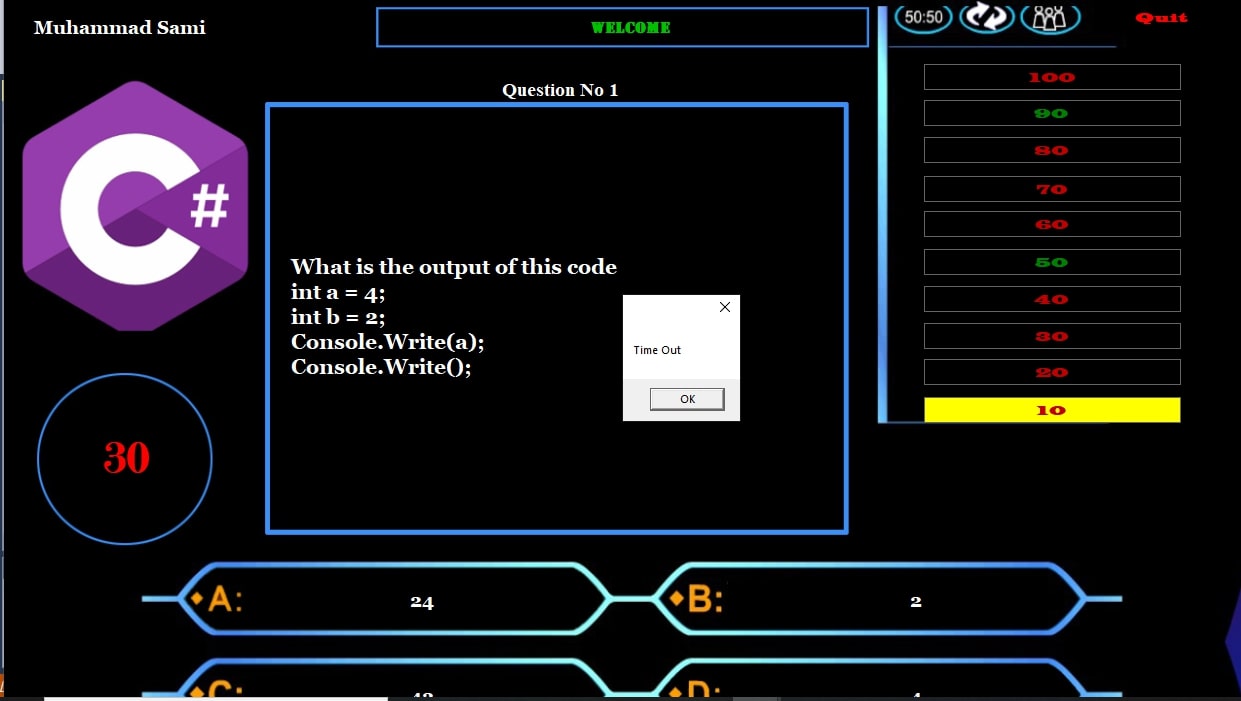 Muhammad Sami
WELCOME
50:50
Quit
Question No 1
C#
100
90
80
70
60
50
40
30
20
10
What is the output of this code
int a = 4;
int b = 2;
Console.Write(a);
Console.Write();
Time Out
OK
30
A: 24
B: 2
C: 42
D: 4